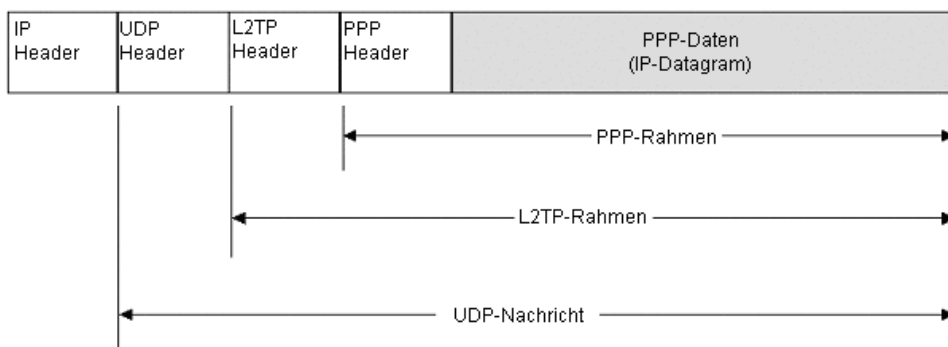 IP
Header
UDP
Header
L2TP
Header
PPP
Header
PPP-Daten
(IP-Datagram)
PPP-Rahmen
L2TP-Rahmen
UDP-Nachricht